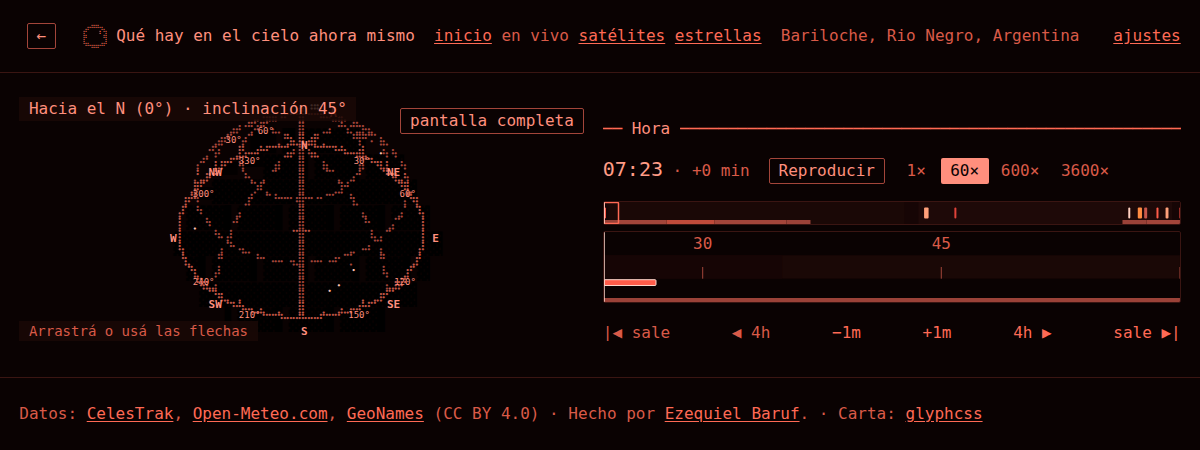 ← Qué hay en el cielo ahora mismo inicio en vivo satélites estrellas Bariloche, Rio Negro, Argentina ajustes
Hacia el N (0°) · inclinación 45°
pantalla completa
30° 60° N
330° 30°
NW NE
300° 60°
W E
240° 120°
SW SE
210° 150°
S
Arrastrá o usá las flechas
Hora
07:23 · +0 min Reproducir 1× 60× 600× 3600×
30 45
|◀ sale ◀ 4h −1m +1m 4h ▶ sale ▶|
Datos: CelesTrak, Open-Meteo.com, GeoNames (CC BY 4.0) · Hecho por Ezequiel Baruf. · Carta: glyphcss